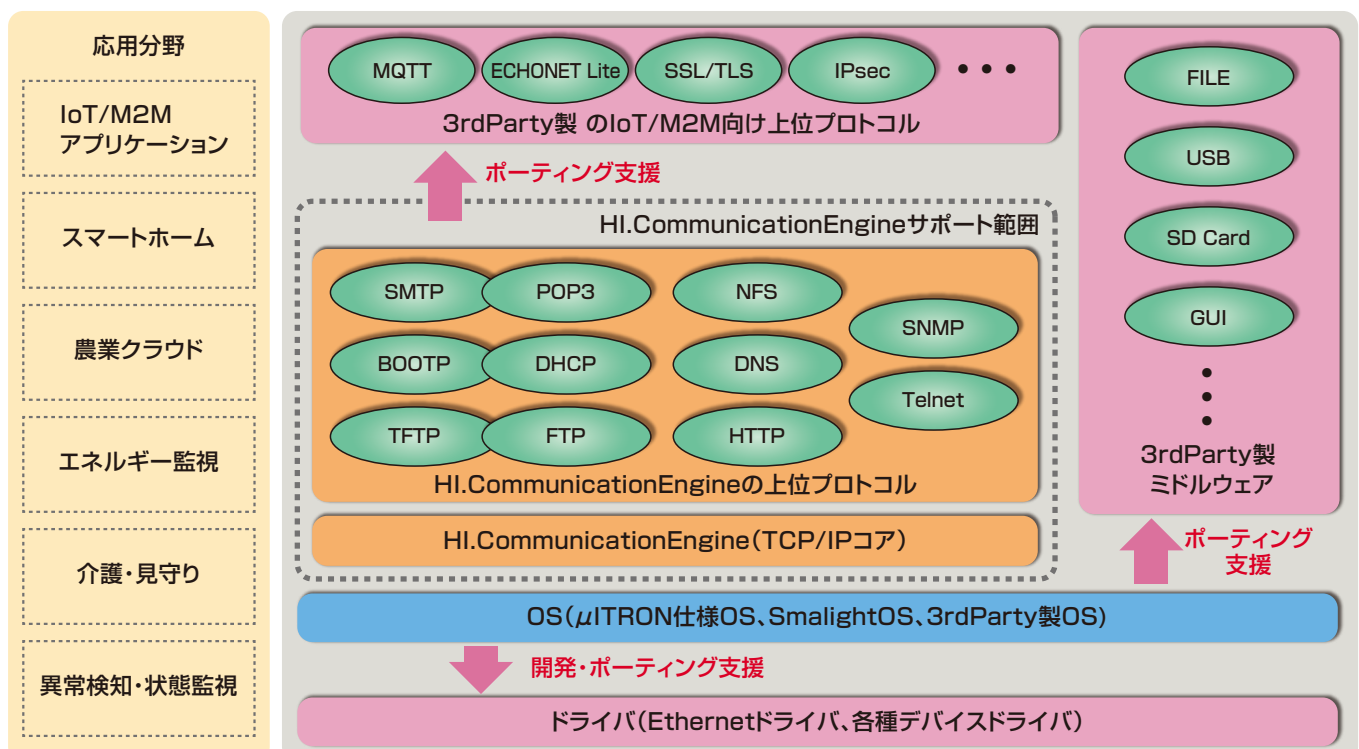 応用分野
IoT/M2M
アプリケーション
スマートホーム
農業クラウド
エネルギー監視
介護・見守り
異常検知・状態監視
MQTT
ECHONET Lite
SSL/TLS
IPsec
• • •
3rdParty製 のIoT/M2M向け上位プロトコル
ポーティング支援
HI.CommunicationEngineサポート範囲
SMTP
POP3
NFS
SNMP
BOOTP
DHCP
DNS
Telnet
TFTP
FTP
HTTP
HI.CommunicationEngineの上位プロトコル
HI.CommunicationEngine(TCP/IPコア)
FILE
USB
SD Card
GUI
•
•
•
3rdParty製
ミドルウェア
ポーティング
支援
OS(μITRON仕様OS、SmalightOS、3rdParty製OS)
開発・ポーティング支援
ドライバ(Ethernetドライバ、各種デバイスドライバ)